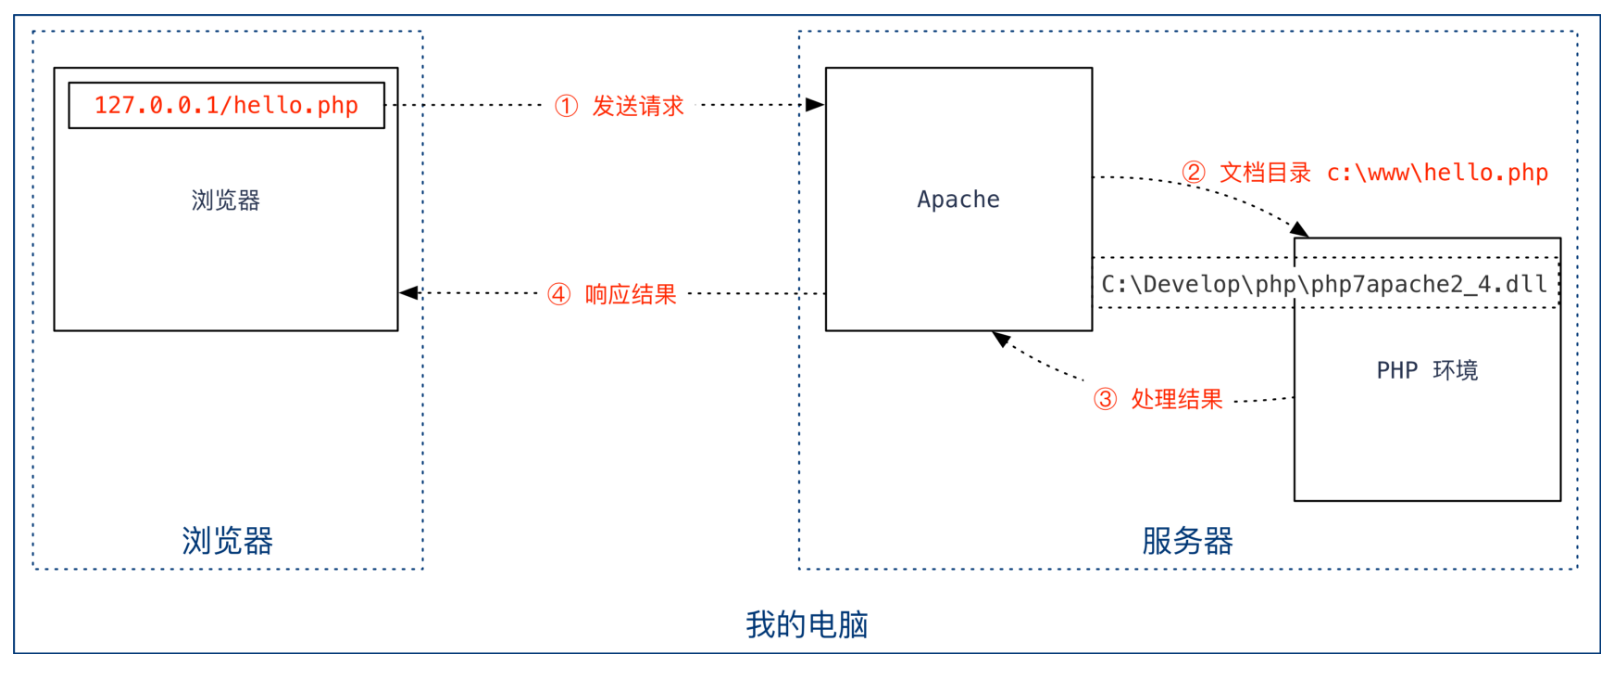 127.0.0.1/hello.php
① 发送请求
② 文档目录 c:\www\hello.php
浏览器
Apache
C:\Develop\php\php7apache2_4.dll
④ 响应结果
PHP 环境
③ 处理结果
浏览器
服务器
我的电脑